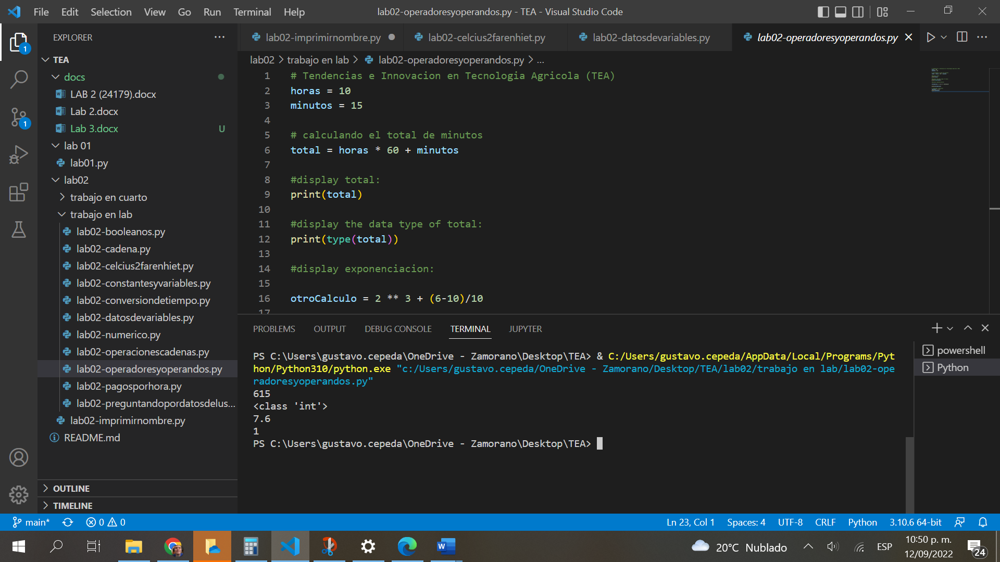 File Edit Selection View Go Run Terminal Help
lab02-operadoresyoperandos.py - TEA - Visual Studio Code
EXPLORER
TEA
docs
LAB 2 (24179).docx
Lab 2.docx
Lab 3.docx U
lab 01
lab01.py
lab02
trabajo en cuarto
trabajo en lab
lab02-booleanos.py
lab02-cadena.py
lab02-celcius2farenhiet.py
lab02-constantesyvariables.py
lab02-conversiondetiempo.py
lab02-datosdevariables.py
lab02-numerico.py
lab02-operacionescadenas.py
lab02-operadoresyoperandos.py
lab02-pagosporhora.py
lab02-preguntandopordatosdelus...
lab02-imprimirnombre.py
README.md
OUTLINE
TIMELINE
1
1
lab02-imprimirnombre.py lab02-celcius2farenhiet.py lab02-datosdevariables.py lab02-operadoresyoperandos.py
lab02 > trabajo en lab > lab02-operadoresyoperandos.py > ...
1 # Tendencias e Innovacion en Tecnologia Agricola (TEA)
2 horas = 10
3 minutos = 15
4
5 # calculando el total de minutos
6 total = horas * 60 + minutos
7
8 #display total:
9 print(total)
10
11 #display the data type of total:
12 print(type(total))
13
14 #display exponenciacion:
15
16 otroCalculo = 2 ** 3 + (6-10)/10
17
PROBLEMS OUTPUT DEBUG CONSOLE TERMINAL JUPYTER
PS C:\Users\gustavo.cepeda\OneDrive - Zamorano\Desktop\TEA> & C:/Users/gustavo.cepeda/AppData/Local/Programs/Pyt
hon/Python310/python.exe "c:/Users/gustavo.cepeda/OneDrive - Zamorano/Desktop/TEA/lab02/trabajo en lab/lab02-ope
radoresyoperandos.py"
615
<class 'int'>
7.6
1
PS C:\Users\gustavo.cepeda\OneDrive - Zamorano\Desktop\TEA>
powershell
Python
main* 0 0 Ln 23, Col 1 Spaces: 4 UTF-8 CRLF Python 3.10.6 64-bit
20°C Nublado ESP
10:50 p. m.
12/09/2022
24